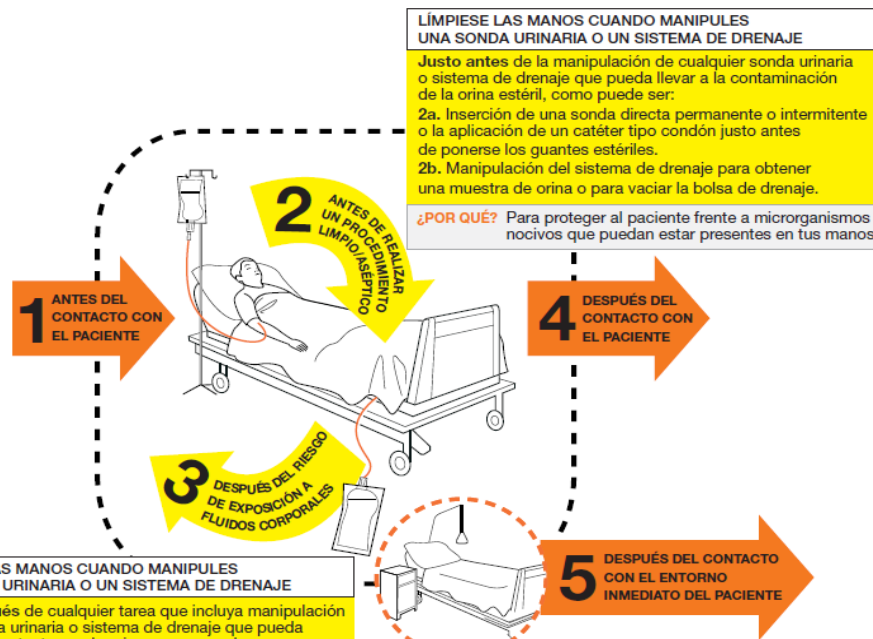 LÍMPIESE LAS MANOS CUANDO MANIPULES
UNA SONDA URINARIA O UN SISTEMA DE DRENAJE
Justo antes de la manipulación de cualquier sonda urinaria
o sistema de drenaje que pueda llevar a la contaminación
de la orina estéril, como puede ser:
2a. Inserción de una sonda directa permanente o intermitente
o la aplicación de un catéter tipo condón justo antes
de ponerse los guantes estériles.
2b. Manipulación del sistema de drenaje para obtener
una muestra de orina o para vaciar la bolsa de drenaje.
¿POR QUÉ? Para proteger al paciente frente a microrganismos
nocivos que puedan estar presentes en tus manos
1 ANTES DEL
CONTACTO CON
EL PACIENTE
2 ANTES DE REALIZAR
UN PROCEDIMIENTO
LIMPIO/ASÉPTICO
3 DESPUÉS DEL RIESGO
DE EXPOSICIÓN A
FLUIDOS CORPORALES
4 DESPUÉS DEL
CONTACTO CON
EL PACIENTE
5 DESPUÉS DEL CONTACTO
CON EL ENTORNO
INMEDIATO DEL PACIENTE
AS MANOS CUANDO MANIPULES
URINARIA O UN SISTEMA DE DRENAJE
ués de cualquier tarea que incluya manipulación
a urinaria o sistema de drenaje que pueda